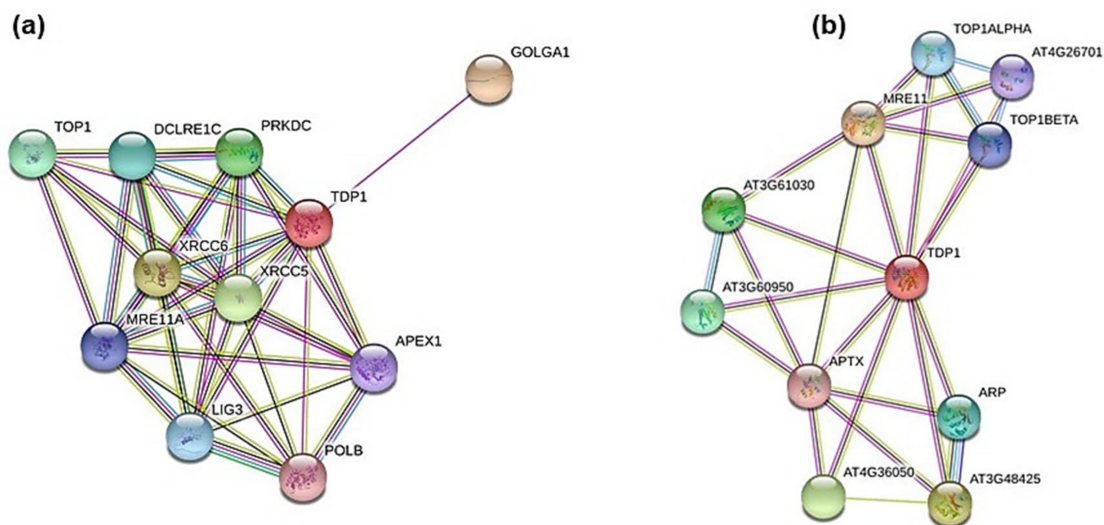 (a)
GOLGA1
TOP1
DCLRE1C
PRKDC
TDP1
XRCC6
XRCC5
MRE11A
APEX1
LIG3
POLB
(b)
TOP1ALPHA
AT4G26701
MRE11
TOP1BETA
AT3G61030
TDP1
AT3G60950
APTX
ARP
AT4G36050
AT3G48425